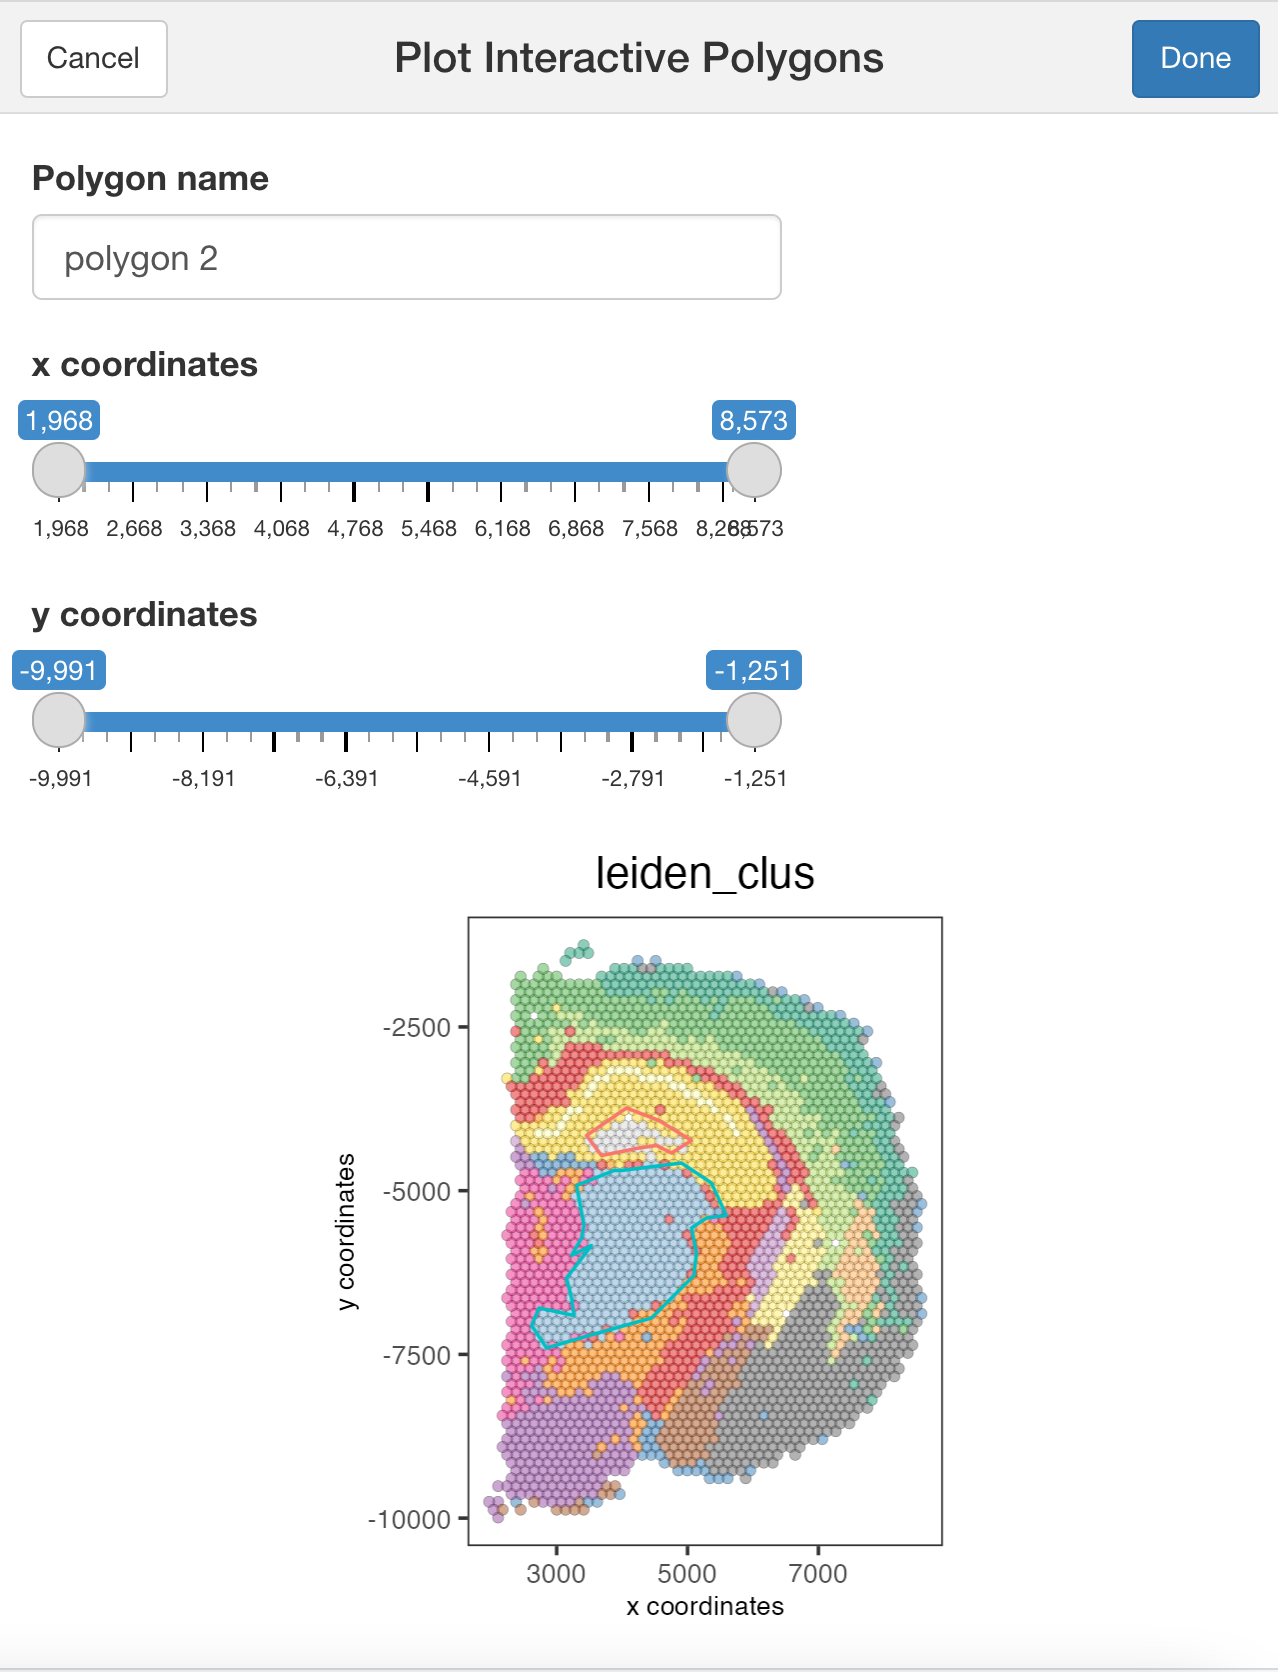 Cancel
Plot Interactive Polygons
Done
Polygon name
polygon 2
x coordinates
1,968
8,573
1,968 2,668 3,368 4,068 4,768 5,468 6,168 6,868 7,568 8,268 8,573
y coordinates
-9,991
-1,251
-9,991 -8,191 -6,391 -4,591 -2,791 -1,251
leiden_clus
y coordinates
-2500
-5000
-7500
-10000
3000 5000 7000
x coordinates